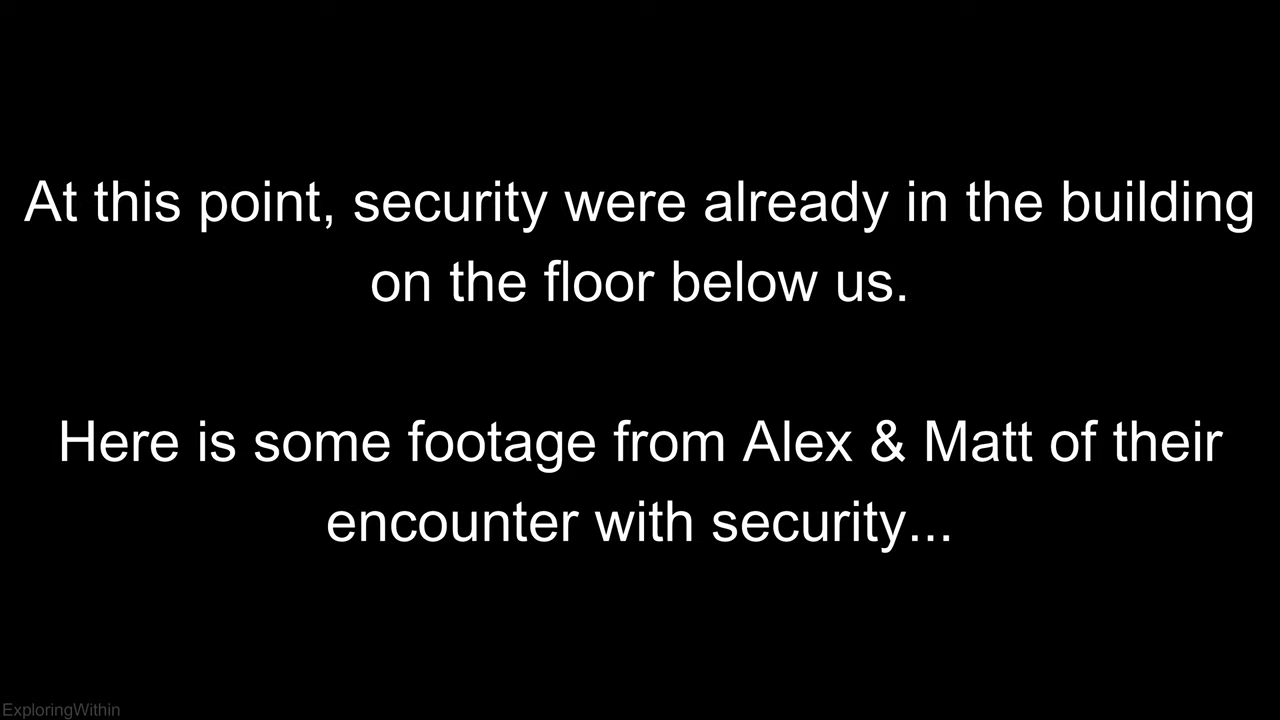 At this point, security were already in the building
on the floor below us.
Here is some footage from Alex & Matt of their
encounter with security...
ExploringWithin